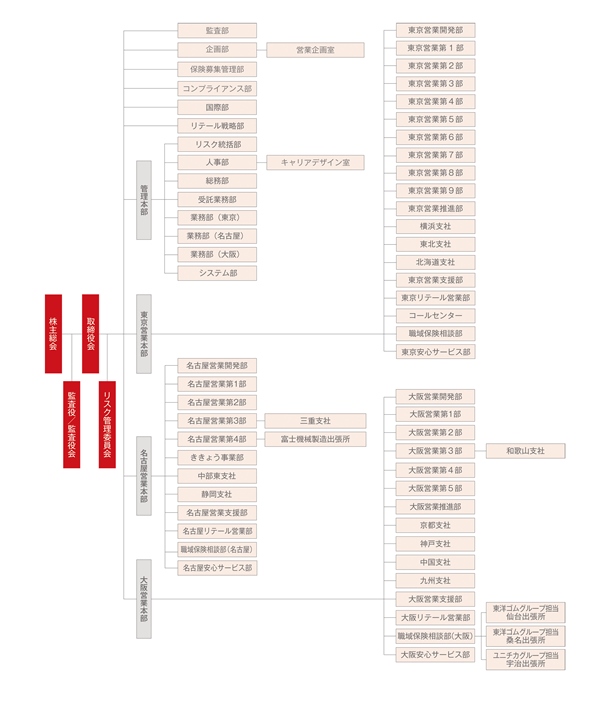 株主総会
監査役／監査役会
取締役会
リスク管理委員会
監査部
企画部
営業企画室
保険募集管理部
コンプライアンス部
国際部
リテール戦略部
管理本部
リスク統括部
人事部
キャリアデザイン室
総務部
受託業務部
業務部（東京）
業務部（名古屋）
業務部（大阪）
システム部
東京営業本部
東京営業開発部
東京営業第１部
東京営業第２部
東京営業第３部
東京営業第４部
東京営業第５部
東京営業第６部
東京営業第７部
東京営業第８部
東京営業第９部
東京営業推進部
横浜支社
東北支社
北海道支社
東京営業支援部
東京リテール営業部
コールセンター
職域保険相談部
東京安心サービス部
名古屋営業本部
名古屋営業開発部
名古屋営業第1部
名古屋営業第2部
名古屋営業第3部
三重支社
名古屋営業第4部
富士機械製造出張所
ききょう事業部
中部東支社
静岡支社
名古屋営業支援部
名古屋リテール営業部
職域保険相談部（名古屋）
名古屋安心サービス部
大阪営業本部
大阪営業開発部
大阪営業第1部
大阪営業第２部
大阪営業第３部
和歌山支社
大阪営業第４部
大阪営業第５部
大阪営業推進部
京都支社
神戸支社
中国支社
九州支社
大阪営業支援部
大阪リテール営業部
職域保険相談部(大阪)
東洋ゴムグループ担当
仙台出張所
東洋ゴムグループ担当
桑名出張所
ユニチカグループ担当
宇治出張所
大阪安心サービス部